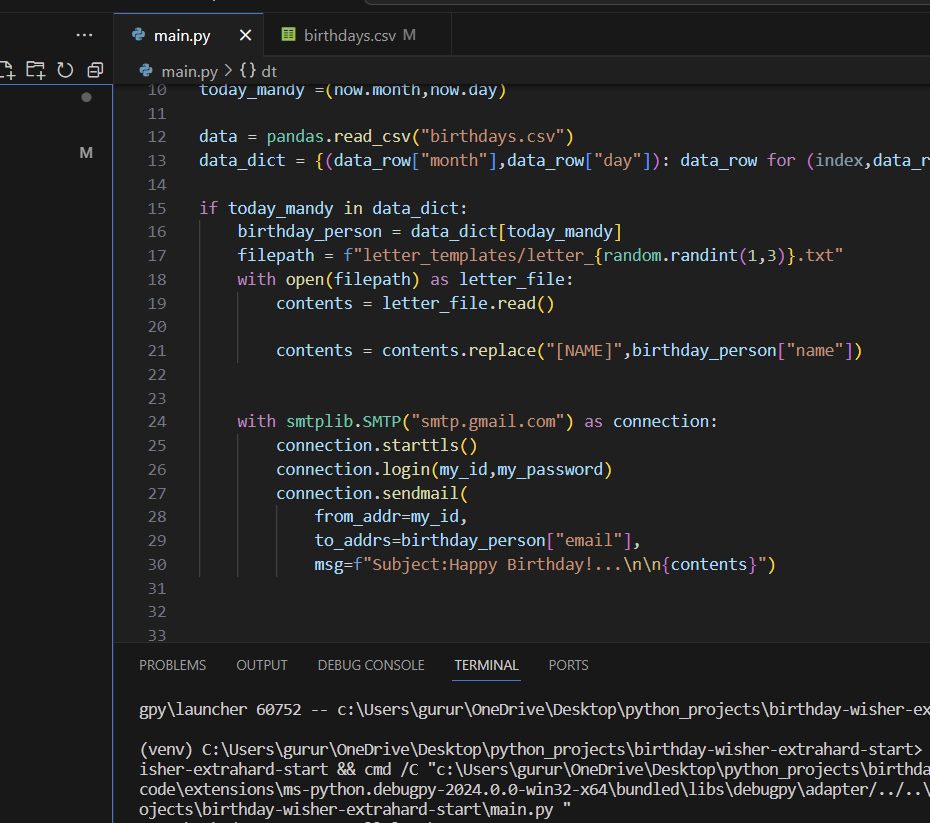 main.py
birthdays.csv M
main.py > {} dt
M
10 today_mandy =(now.month,now.day)
11
12 data = pandas.read_csv("birthdays.csv")
13 data_dict = {(data_row["month"],data_row["day"]): data_row for (index,data_r
14
15 if today_mandy in data_dict:
16 birthday_person = data_dict[today_mandy]
17 filepath = f"letter_templates/letter_{random.randint(1,3)}.txt"
18 with open(filepath) as letter_file:
19 contents = letter_file.read()
20
21 contents = contents.replace("[NAME]",birthday_person["name"])
22
23
24 with smtplib.SMTP("smtp.gmail.com") as connection:
25 connection.starttls()
26 connection.login(my_id,my_password)
27 connection.sendmail(
28 from_addr=my_id,
29 to_addrs=birthday_person["email"],
30 msg=f"Subject:Happy Birthday!...\n\n{contents}")
31
32
33
PROBLEMS OUTPUT DEBUG CONSOLE TERMINAL PORTS
gpy\launcher 60752 -- c:\Users\gurur\OneDrive\Desktop\python_projects\birthday-wisher-ex
(venv) C:\Users\gurur\OneDrive\Desktop\python_projects\birthday-wisher-extrahard-start>
isher-extrahard-start && cmd /C "c:\Users\gurur\OneDrive\Desktop\python_projects\birthda
code\extensions\ms-python.debugpy-2024.0.0-win32-x64\bundled\libs\debugpy\adapter/../..\
ojects\birthday-wisher-extrahard-start\main.py "